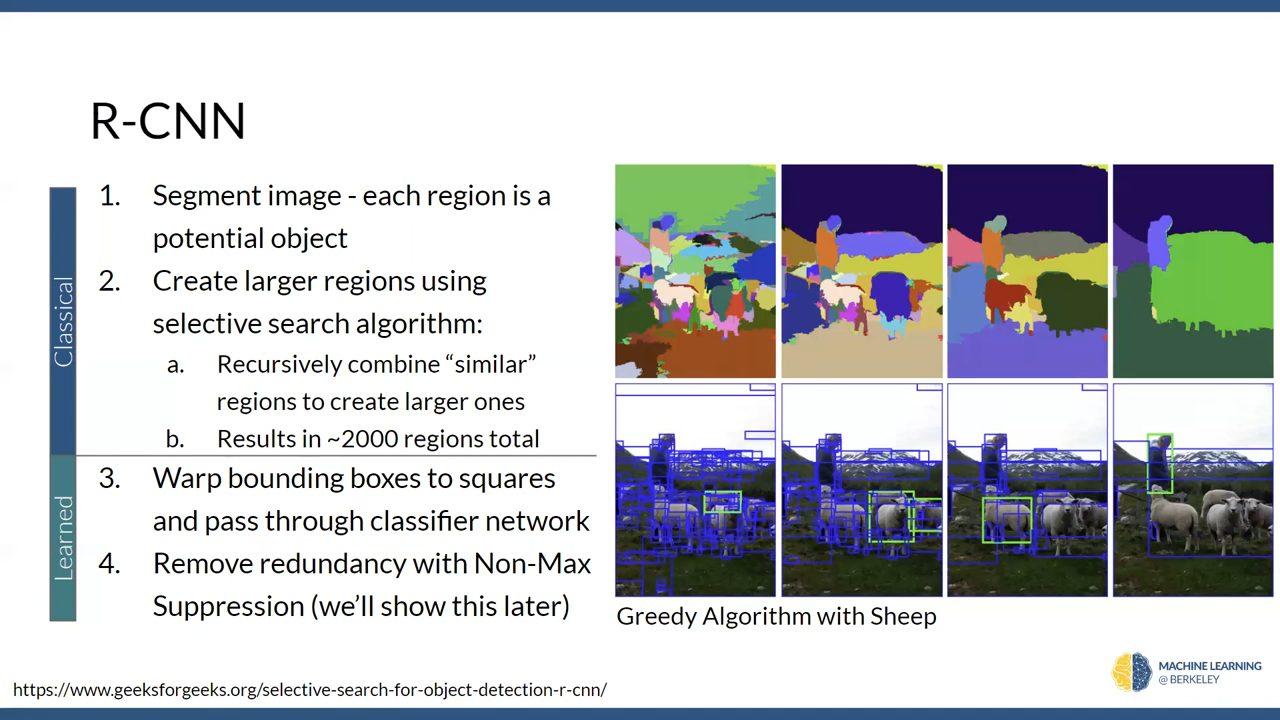 R-CNN
Classical
1. Segment image - each region is a
potential object
2. Create larger regions using
selective search algorithm:
a. Recursively combine “similar”
regions to create larger ones
b. Results in ~2000 regions total
Learned
3. Warp bounding boxes to squares
and pass through classifier network
4. Remove redundancy with Non-Max
Suppression (we’ll show this later)
Greedy Algorithm with Sheep
https://www.geeksforgeeks.org/selective-search-for-object-detection-r-cnn/
MACHINE LEARNING
@ BERKELEY